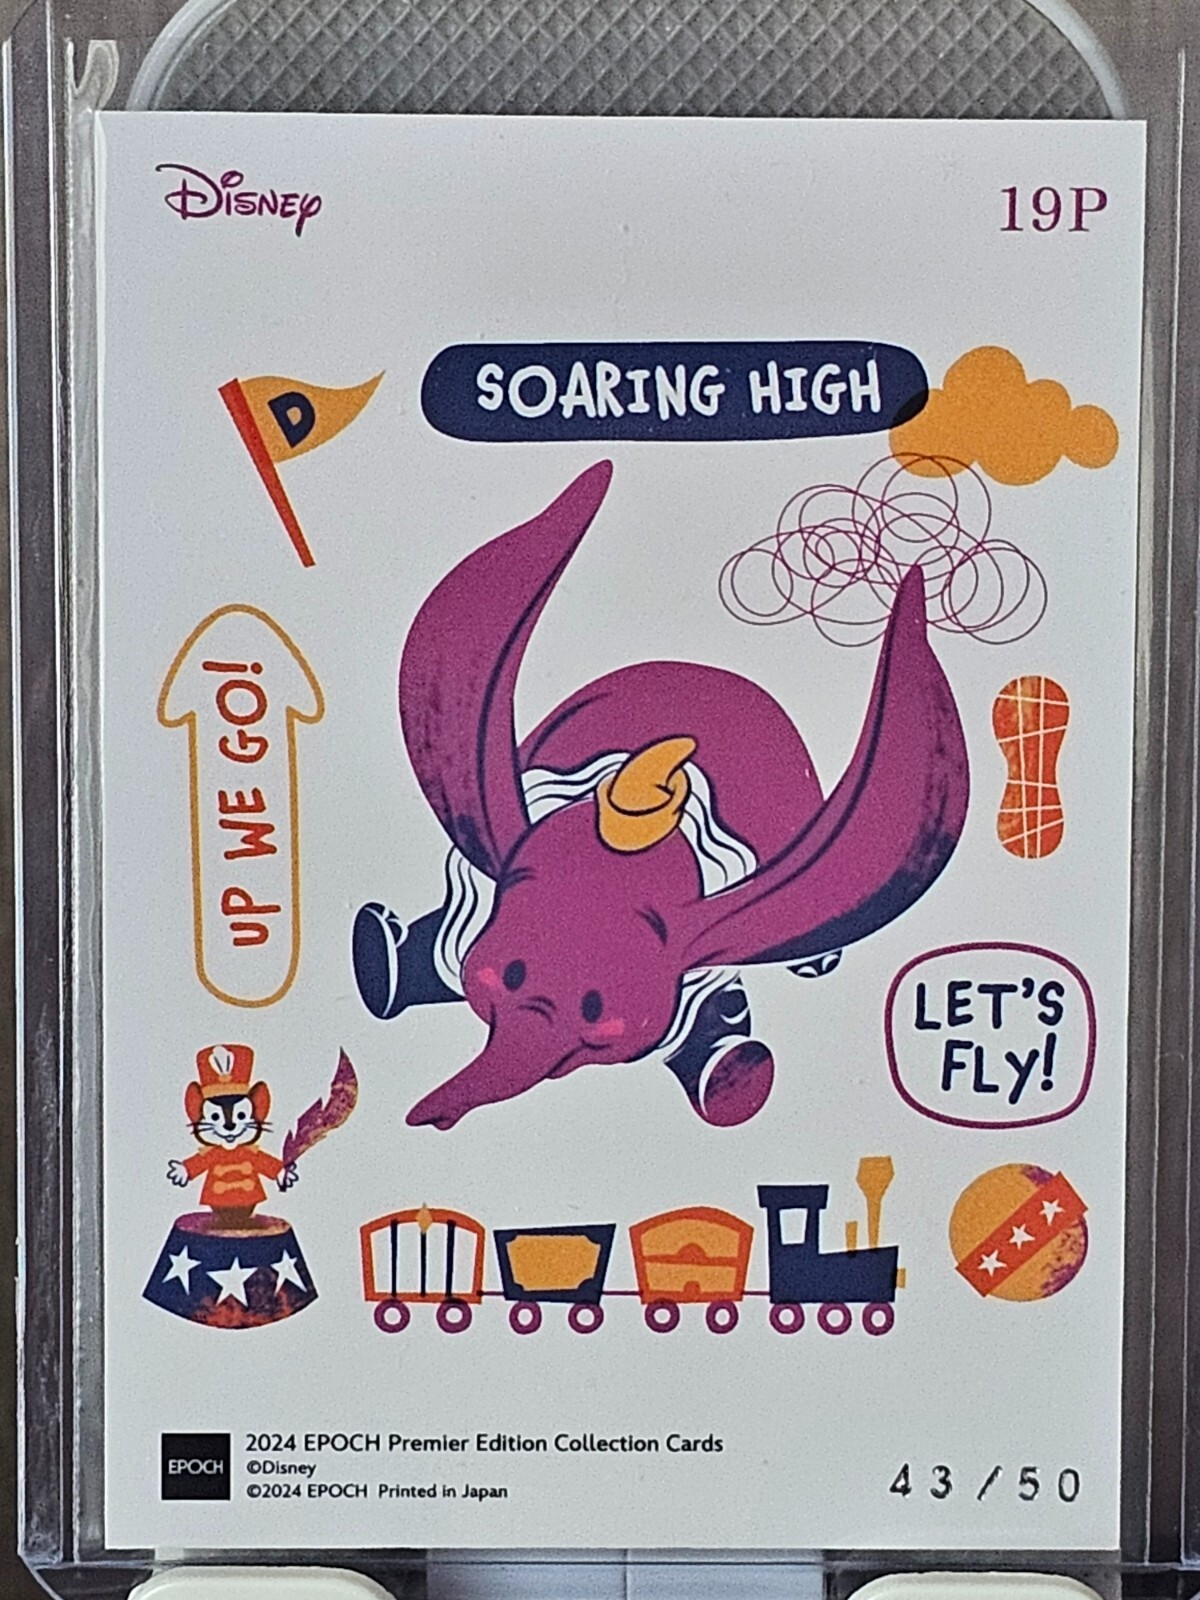 Disney
19P
SOARING HIGH
D
UP WE GO!
LET'S
FLY!
EPOCH
2024 EPOCH Premier Edition Collection Cards
©Disney
©2024 EPOCH Printed in Japan
43/50